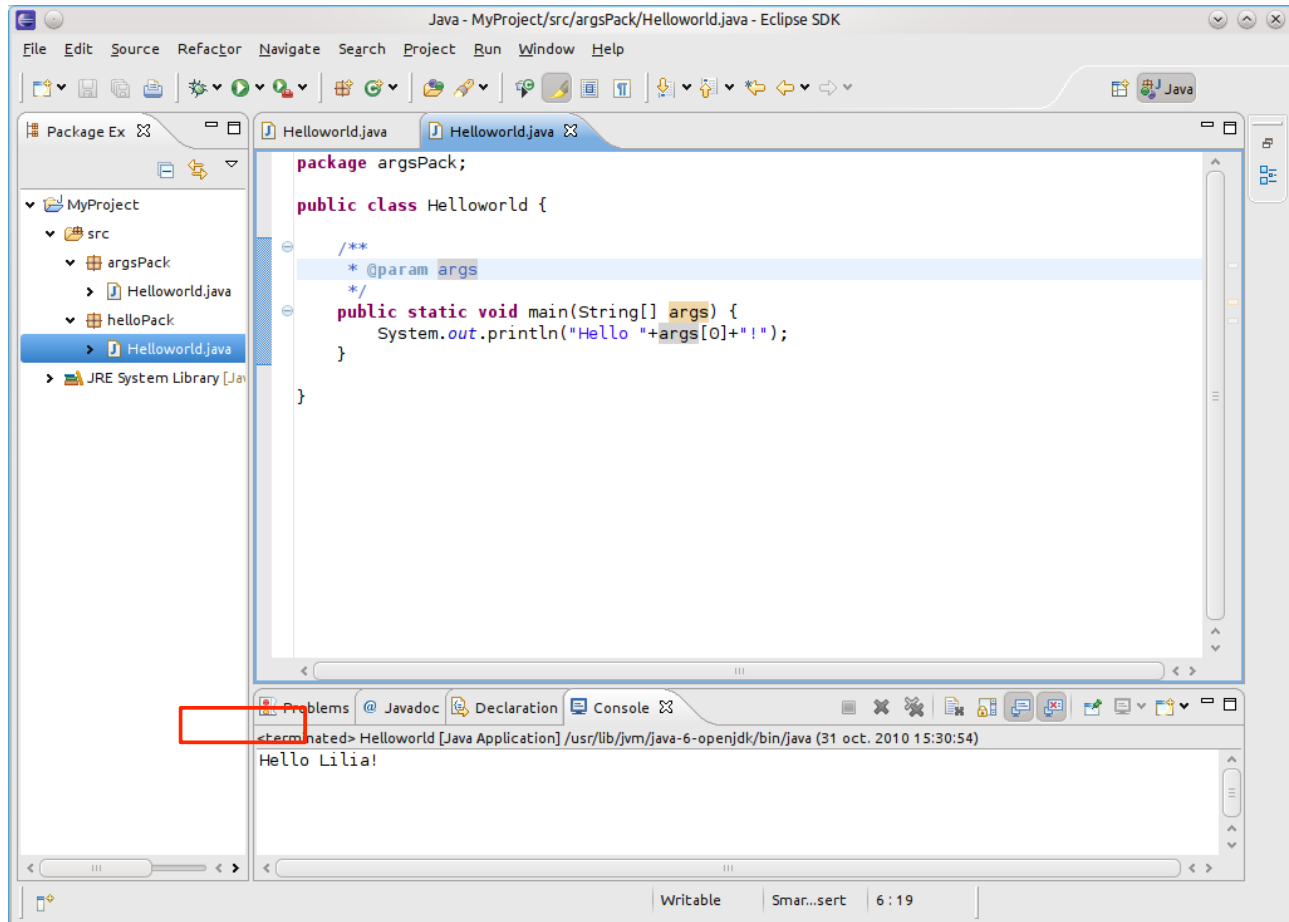 Java - MyProject/src/argsPack/Helloworld.java - Eclipse SDK
File Edit Source Refactor Navigate Search Project Run Window Help
Java
Package Ex
Helloworld.java Helloworld.java
MyProject
src
argsPack
Helloworld.java
helloPack
Helloworld.java
JRE System Library [Jav
package argsPack;
public class Helloworld {
/**
* @param args
*/
public static void main(String[] args) {
System.out.println("Hello "+args[0]+"!");
}
}
Problems @ Javadoc Declaration Console
<terminated> Helloworld [Java Application] /usr/lib/jvm/java-6-openjdk/bin/java (31 oct. 2010 15:30:54)
Hello Lilia!
Writable Smar...sert 6 : 19